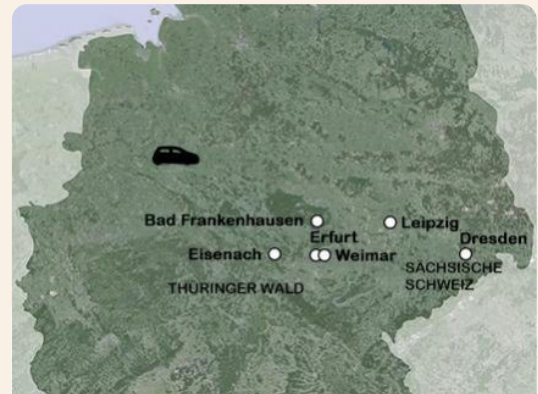 Bad Frankenhausen
Leipzig
Erfurt
Dresden
Eisenach
Weimar
SÄCHSISCHE
SCHWEIZ
THÜRINGER WALD